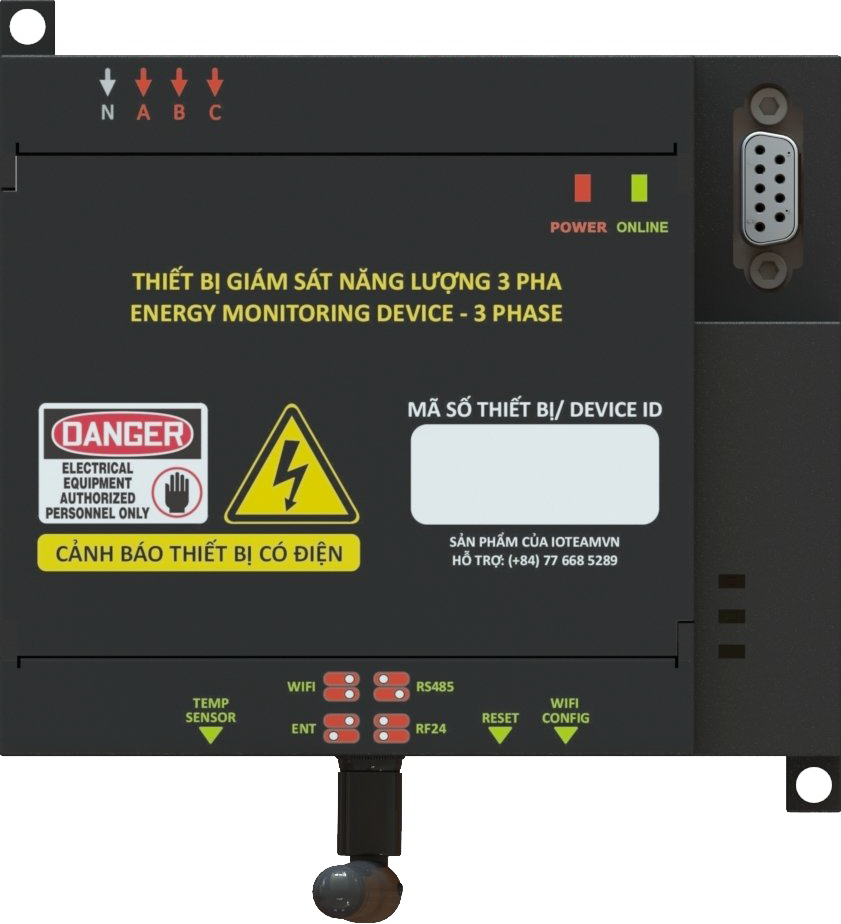 N A B C
POWER ONLINE
THIẾT BỊ GIÁM SÁT NĂNG LƯỢNG 3 PHA
ENERGY MONITORING DEVICE - 3 PHASE
DANGER
ELECTRICAL
EQUIPMENT
AUTHORIZED
PERSONNEL ONLY
CẢNH BÁO THIẾT BỊ CÓ ĐIỆN
MÃ SỐ THIẾT BỊ/ DEVICE ID
SẢN PHẨM CỦA IOTEAMVN
HỖ TRỢ: (+84) 77 668 5289
TEMP
SENSOR
WIFI
RS485
ENT
RF24
RESET
WIFI
CONFIG